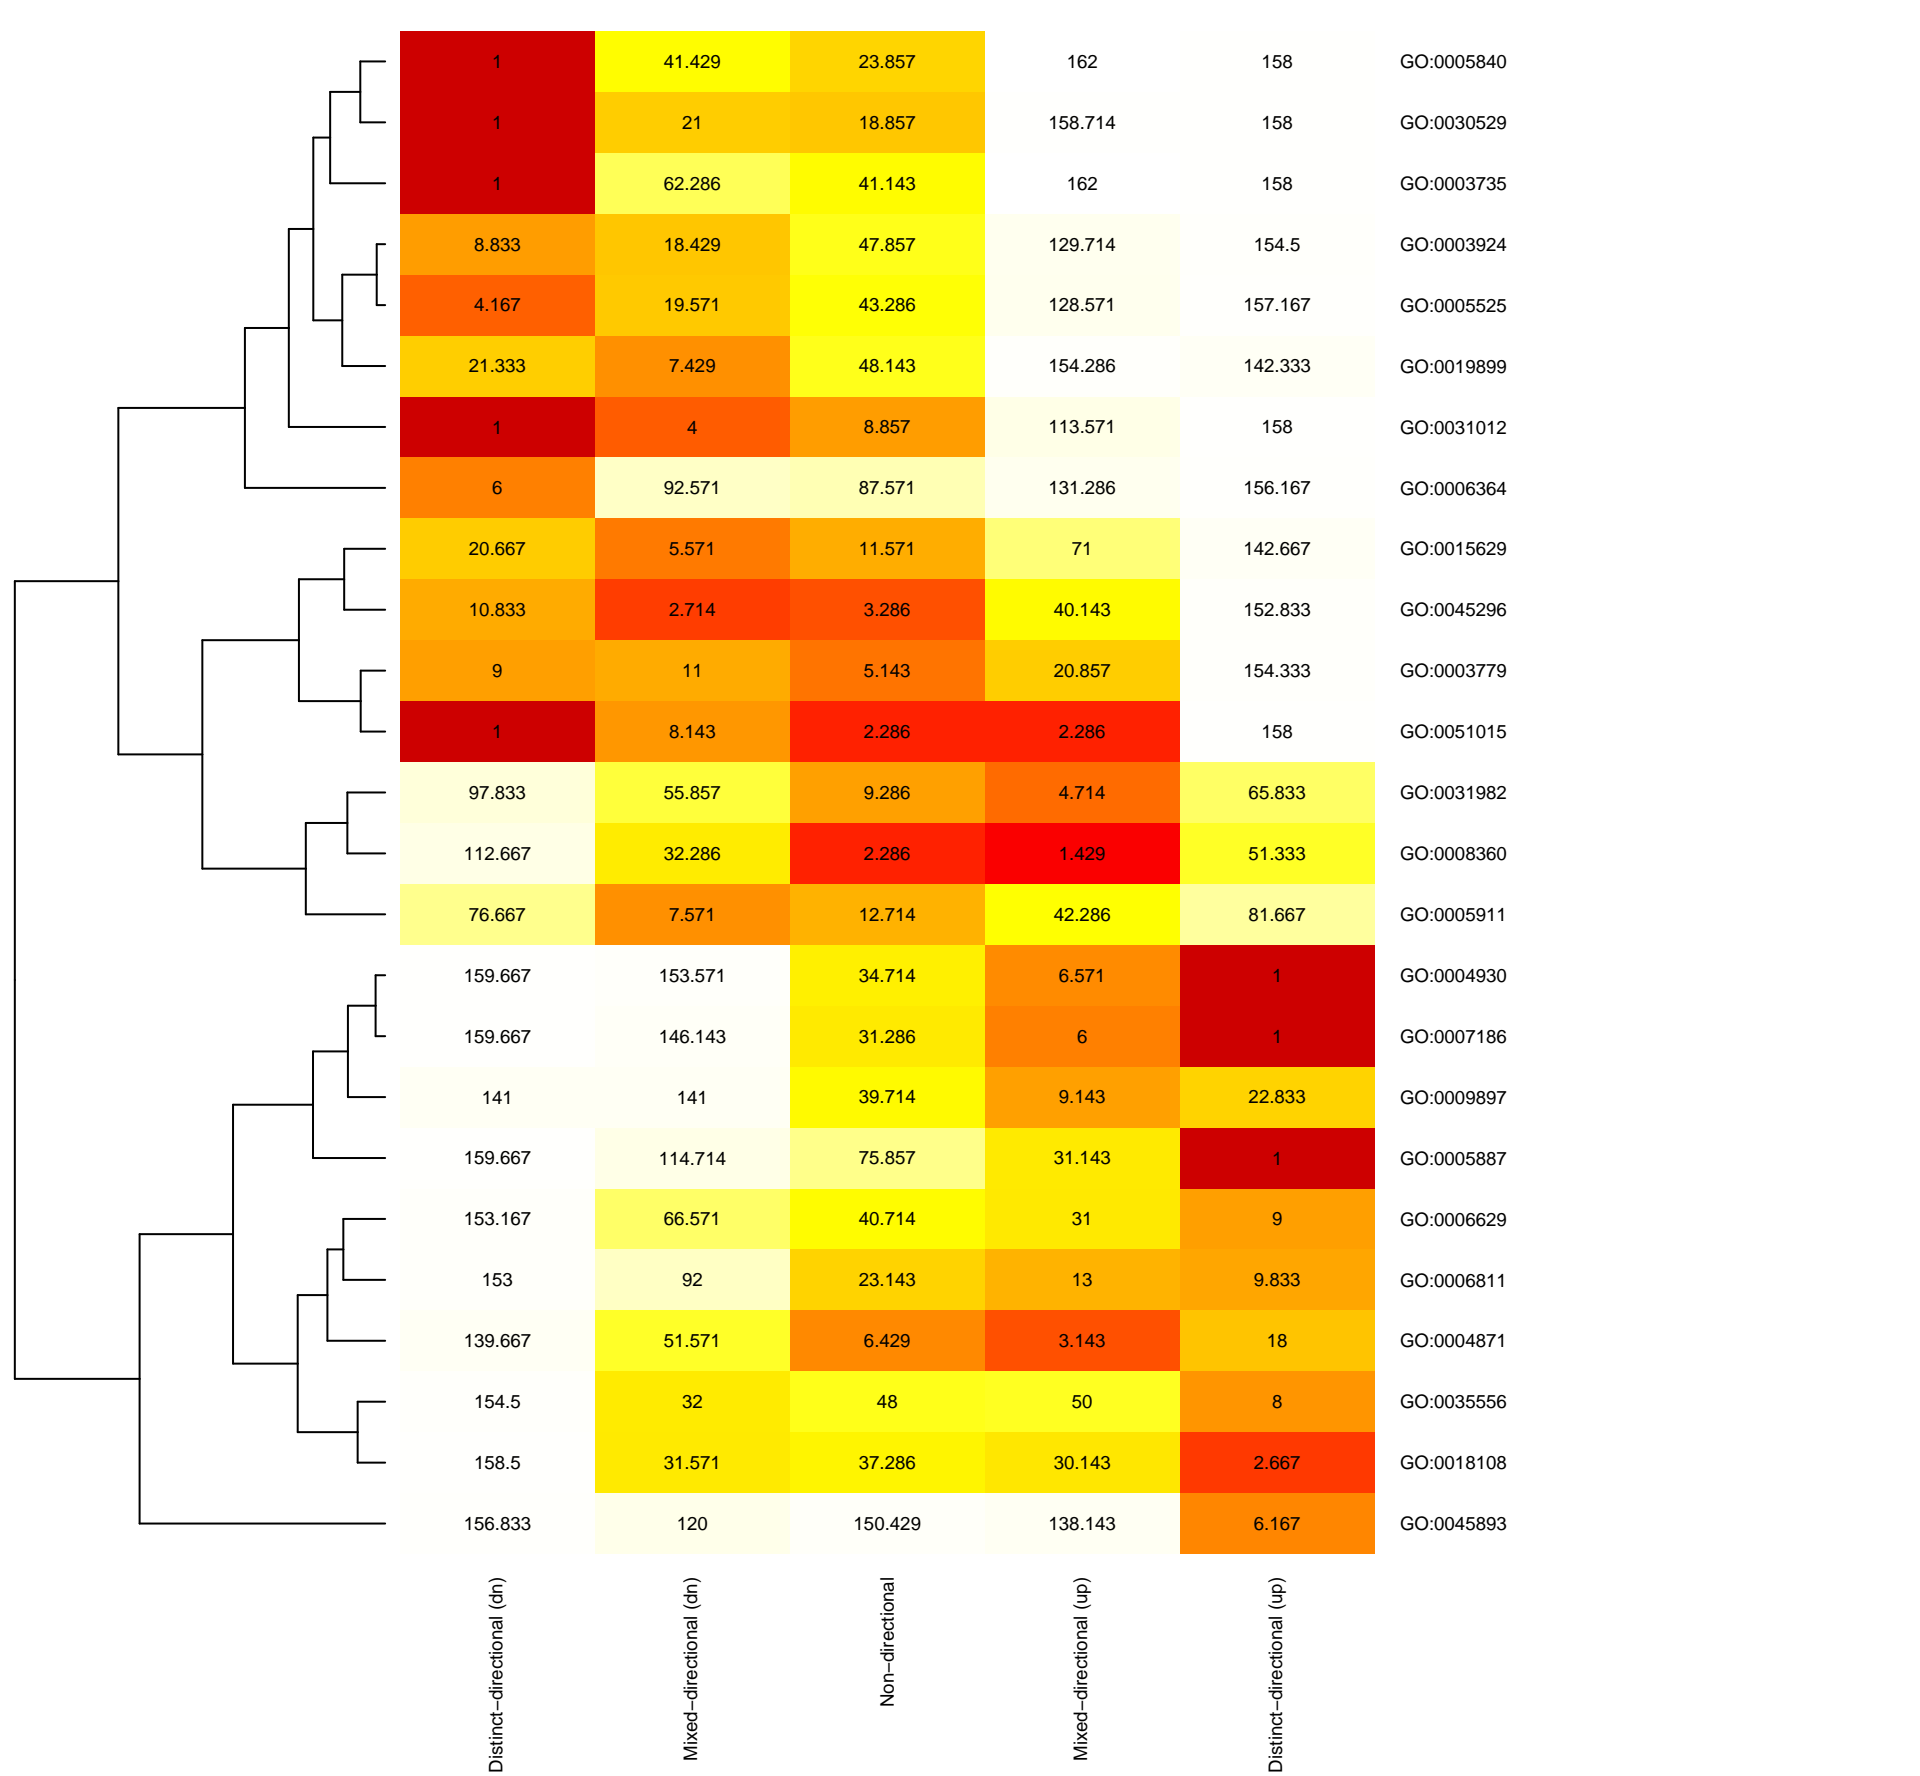 1 41.429 23.857 162 158 GO:0005840
1 21 18.857 158.714 158 GO:0030529
1 62.286 41.143 162 158 GO:0003735
8.833 18.429 47.857 129.714 154.5 GO:0003924
4.167 19.571 43.286 128.571 157.167 GO:0005525
21.333 7.429 48.143 154.286 142.333 GO:0019899
1 4 8.857 113.571 158 GO:0031012
6 92.571 87.571 131.286 156.167 GO:0006364
20.667 5.571 11.571 71 142.667 GO:0015629
10.833 2.714 3.286 40.143 152.833 GO:0045296
9 11 5.143 20.857 154.333 GO:0003779
1 8.143 2.286 2.286 158 GO:0051015
97.833 55.857 9.286 4.714 65.833 GO:0031982
112.667 32.286 2.286 1.429 51.333 GO:0008360
76.667 7.571 12.714 42.286 81.667 GO:0005911
159.667 153.571 34.714 6.571 1 GO:0004930
159.667 146.143 31.286 6 1 GO:0007186
141 141 39.714 9.143 22.833 GO:0009897
159.667 114.714 75.857 31.143 1 GO:0005887
153.167 66.571 40.714 31 9 GO:0006629
153 92 23.143 13 9.833 GO:0006811
139.667 51.571 6.429 3.143 18 GO:0004871
154.5 32 48 50 8 GO:0035556
158.5 31.571 37.286 30.143 2.667 GO:0018108
156.833 120 150.429 138.143 6.167 GO:0045893
Distinct−directional (dn)
Mixed−directional (dn)
Non−directional
Mixed−directional (up)
Distinct−directional (up)